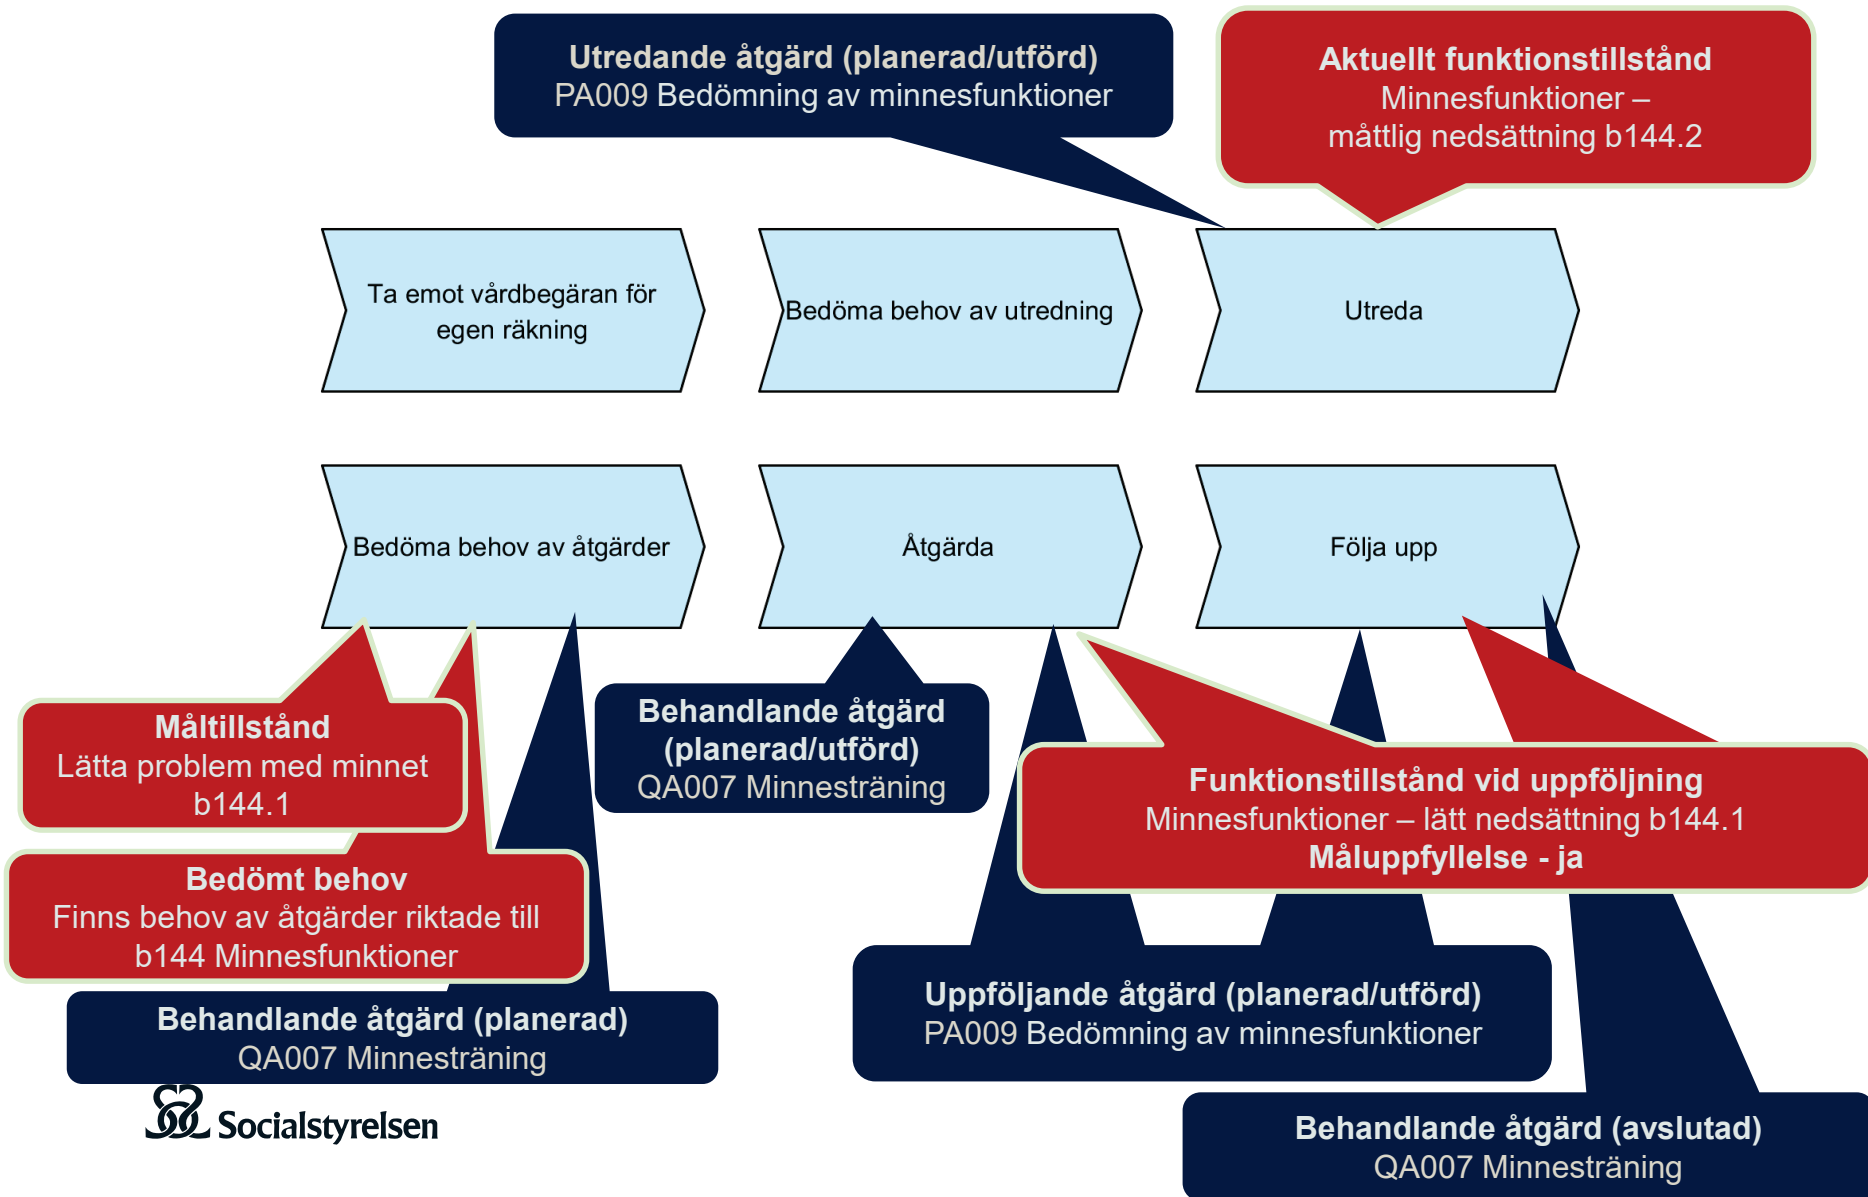 Utredande åtgärd (planerad/utförd)
PA009 Bedömning av minnesfunktioner
Aktuellt funktionstillstånd
Minnesfunktioner –
måttlig nedsättning b144.2
Ta emot vårdbegäran för
egen räkning
Bedöma behov av utredning
Utreda
Bedöma behov av åtgärder
Åtgärda
Följa upp
Måltillstånd
Lätta problem med minnet
b144.1
Behandlande åtgärd
(planerad/utförd)
QA007 Minnesträning
Funktionstillstånd vid uppföljning
Minnesfunktioner – lätt nedsättning b144.1
Måluppfyllelse - ja
Bedömt behov
Finns behov av åtgärder riktade till
b144 Minnesfunktioner
Behandlande åtgärd (planerad)
QA007 Minnesträning
Uppföljande åtgärd (planerad/utförd)
PA009 Bedömning av minnesfunktioner
Behandlande åtgärd (avslutad)
QA007 Minnesträning
Socialstyrelsen